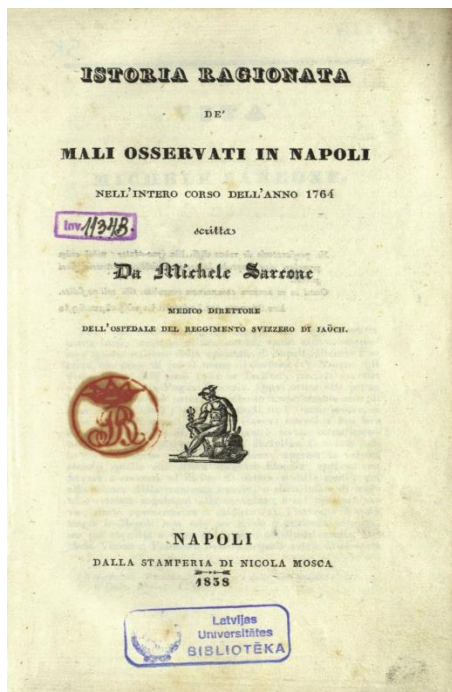 ISTORIA RAGIONATA
DE'
MALI OSSERVATI IN NAPOLI
NELL'INTERO CORSO DELL'ANNO 1764
scritta
Da Michele Sarcone
MEDICO DIRETTORE
DELL'OSPEDALE DEL REGGIMENTO SVIZZERO DI JAÜCH.
NAPOLI
DALLA STAMPERIA DI NICOLA MOSCA
1838
Inv.
Latvijas
Universitātes
BIBLIOTĒKA